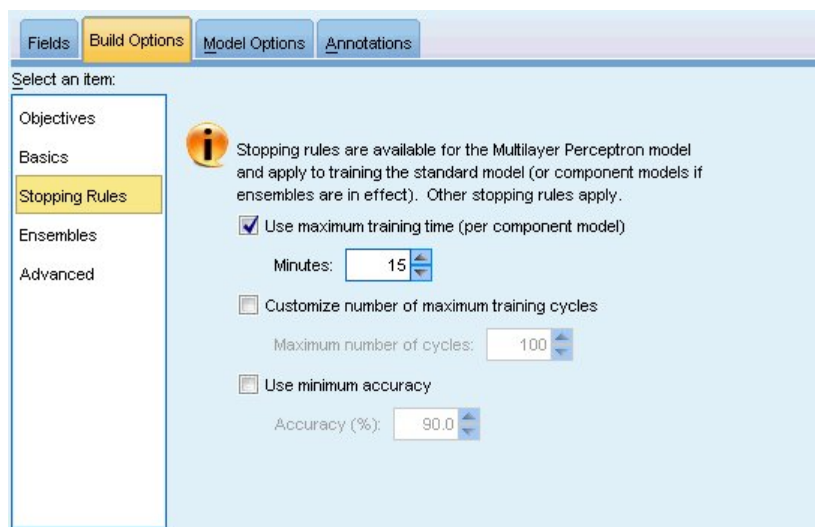 Fields
Build Options
Model Options
Annotations
Select an item:
Objectives
Basics
Stopping Rules
Ensembles
Advanced
Stopping rules are available for the Multilayer Perceptron model
and apply to training the standard model (or component models if
ensembles are in effect). Other stopping rules apply.
Use maximum training time (per component model)
Minutes: 15
Customize number of maximum training cycles
Maximum number of cycles: 100
Use minimum accuracy
Accuracy (%): 90.0